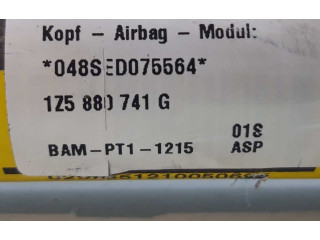 Kopf - Airbag - Modul:
*048SED075564*
1Z5 880 741 G
01S
BAM-PT1-1215 ASP